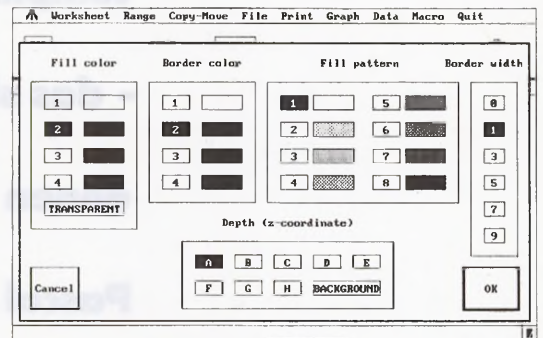 Worksheet Range Copy-Move File Print Graph Data Macro Quit
Fill color Border color Fill pattern Border width
1 1 1 5 0
2 2 2 6 1
3 3 3 7 3
4 4 4 8 5
TRANSPARENT 7
Depth (z-coordinate)
9
A B C D E
Cancel F G H BACKGROUND OK